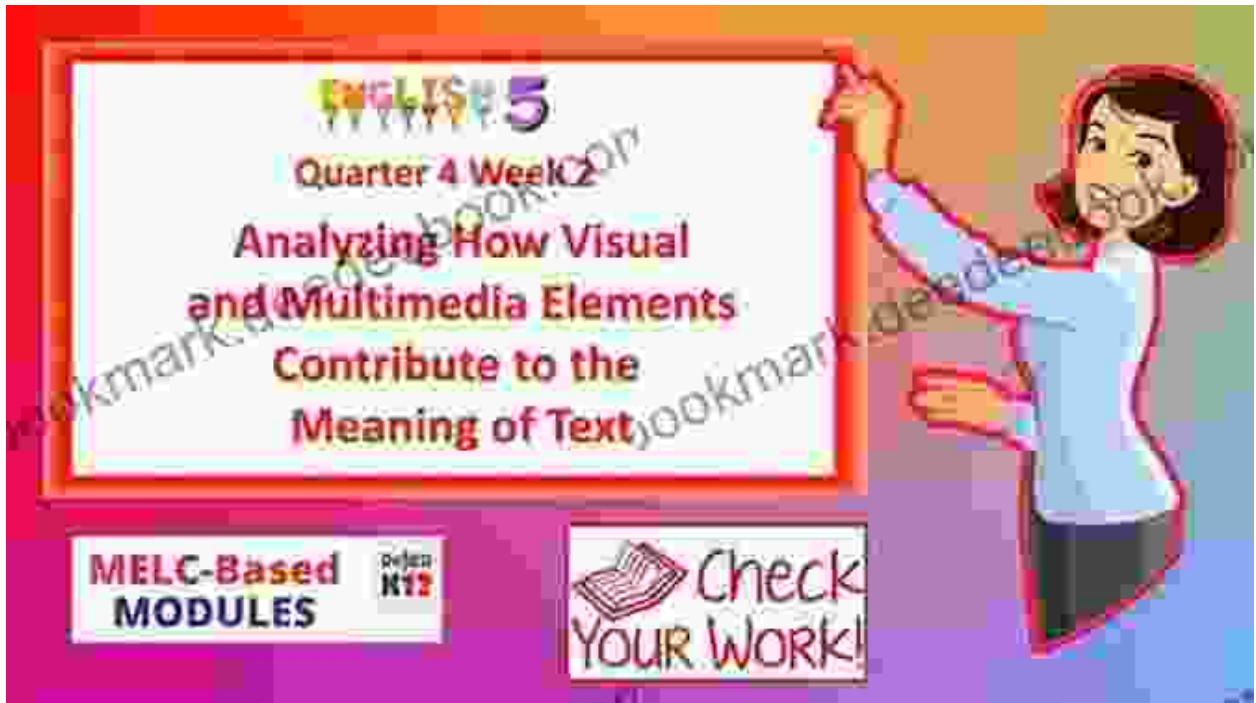 ENGLISH 5
Quarter 4 Week 2
Analyzing How Visual
and Multimedia Elements
Contribute to the
Meaning of Text
MELC-Based
MODULES
DepED
K12
Check
YOUR WORK!